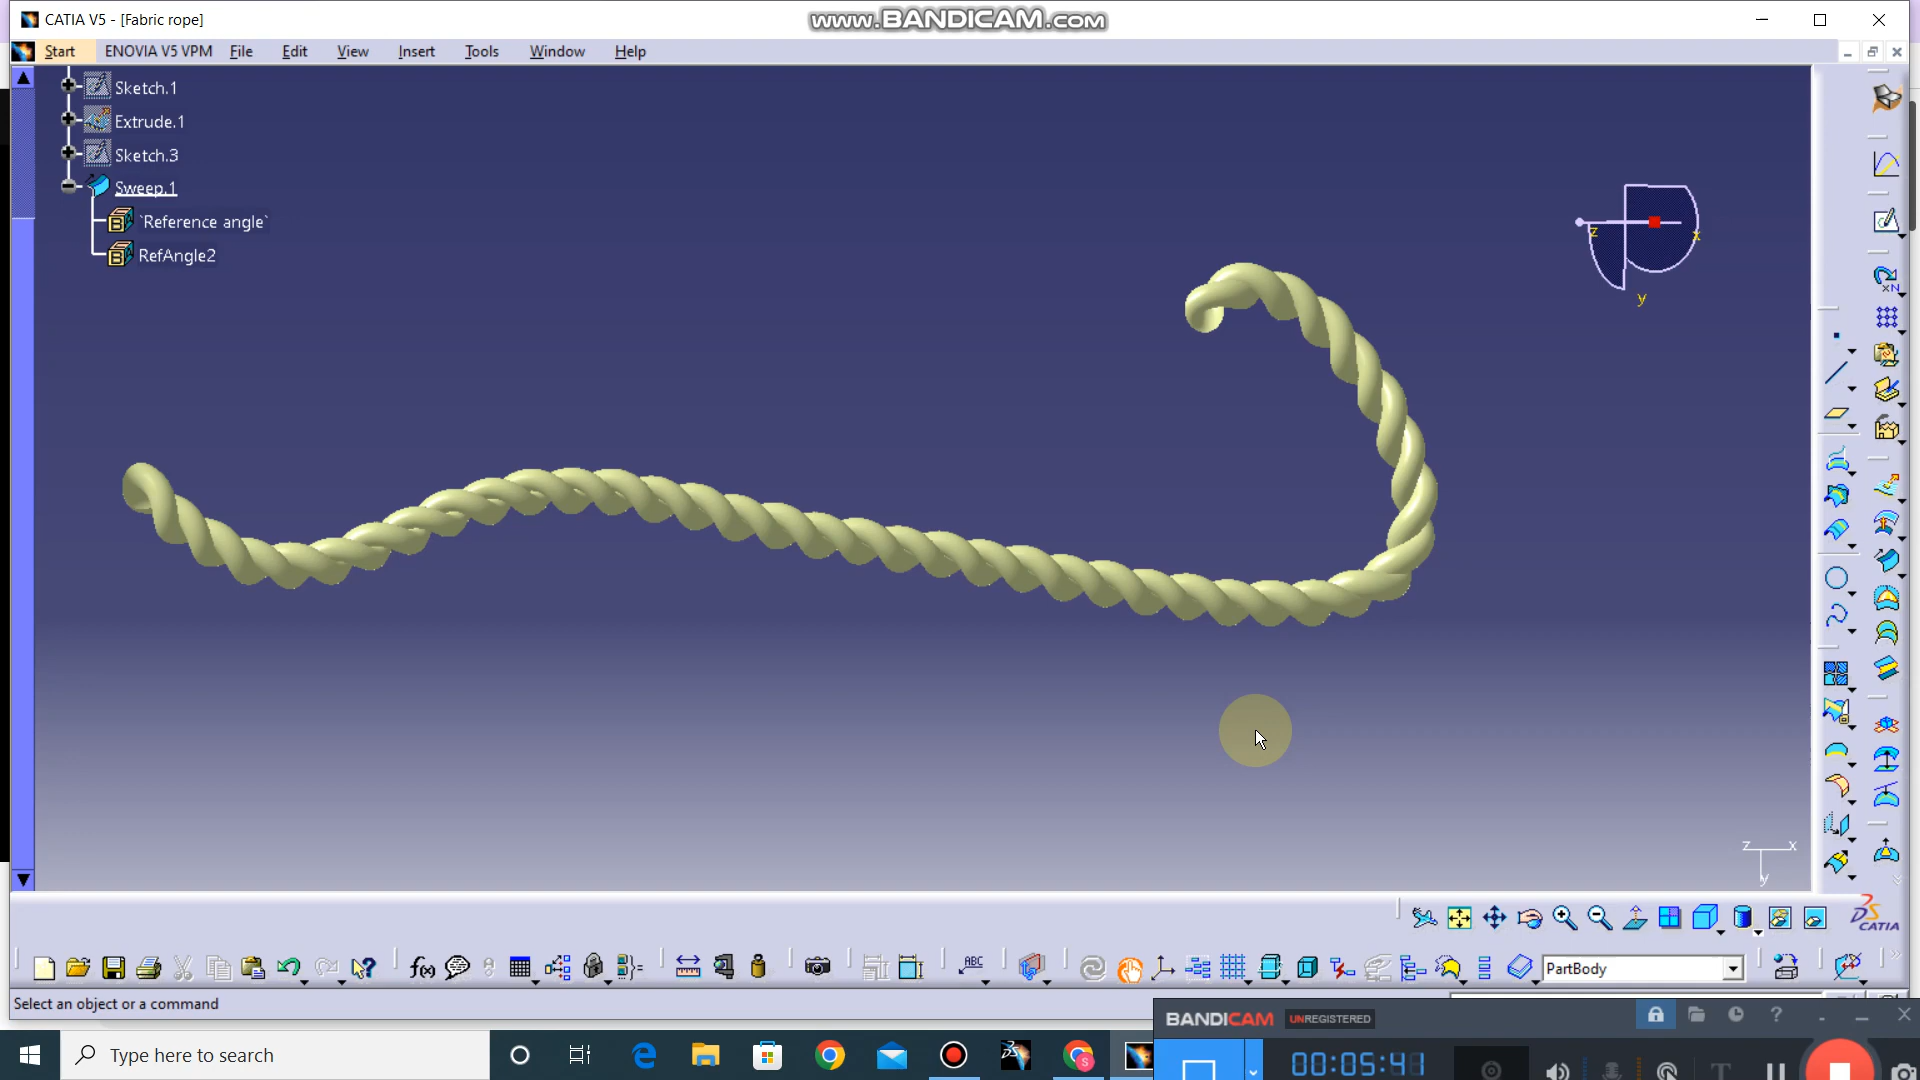 CATIA V5 - [Fabric rope]
www.BANDICAM.com
Start
ENOVIA V5 VPM
File
Edit
View
Insert
Tools
Window
Help
Sketch.1
Extrude.1
Sketch.3
Sweep.1
`Reference angle`
RefAngle2
z
x
y
z
x
y
CATIA
f(x)
ABC
PartBody
Select an object or a command
BANDICAM
UNREGISTERED
Type here to search
00:05:41